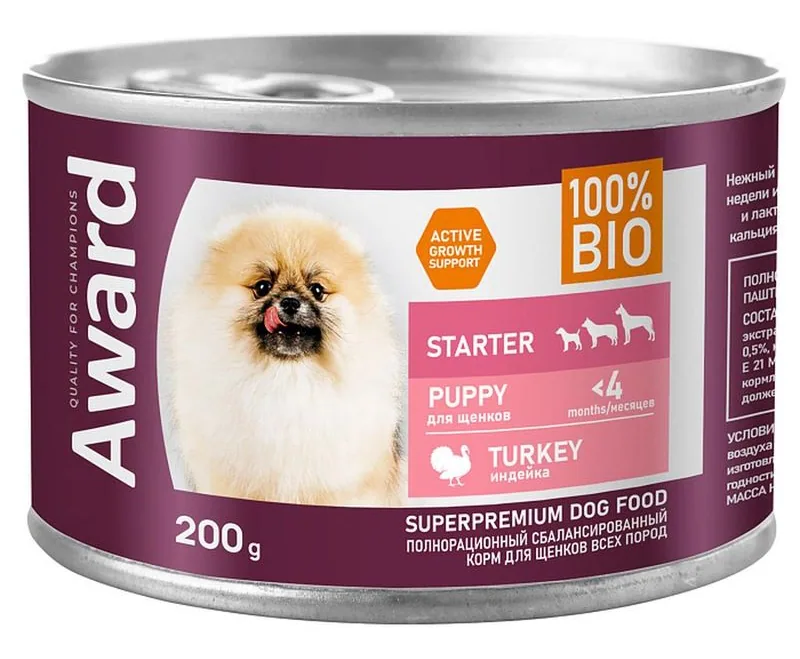 Award
QUALITY FOR CHAMPIONS
ACTIVE
GROWTH
SUPPORT
100%
BIO
STARTER
PUPPY
для щенков
<4
months/месяцев
TURKEY
индейка
200g
SUPERPREMIUM DOG FOOD
ПОЛНОРАЦИОННЫЙ СБАЛАНСИРОВАННЫЙ
КОРМ ДЛЯ ЩЕНКОВ ВСЕХ ПОРОД
Нежный
недели и
и лакт
кальция
ПОЛНО
ПАШТ
СОСТА
экстра
0,5%,
Е 21 М
кормл
долже
УСЛОВИ
воздуха
изготовл
годност
МАССА Н